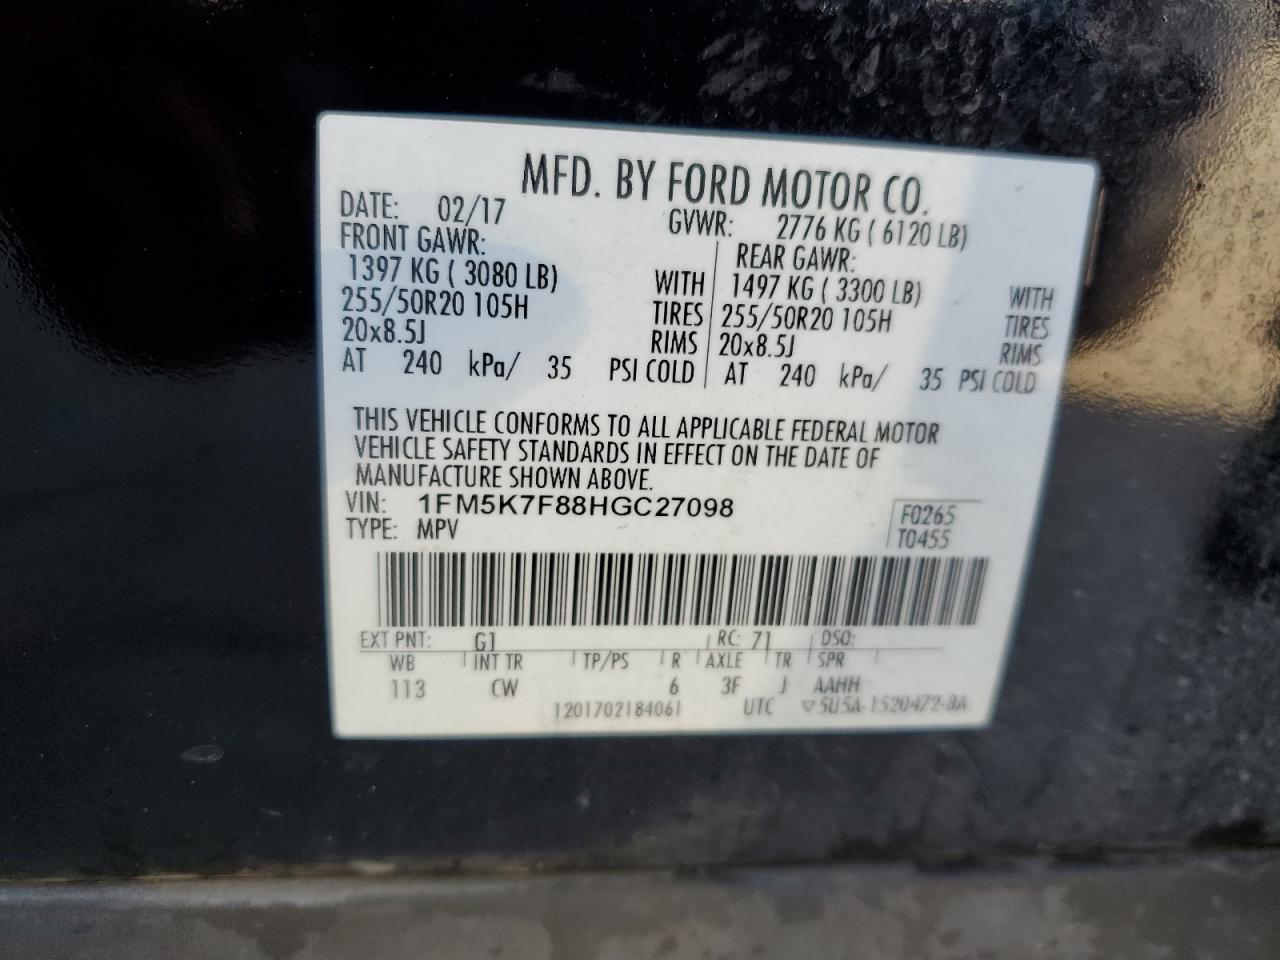 MFD. BY FORD MOTOR CO.
DATE: 02/17 GVWR: 2776 KG ( 6120 LB)
FRONT GAWR: REAR GAWR:
1397 KG ( 3080 LB) WITH 1497 KG ( 3300 LB) WITH
255/50R20 105H TIRES 255/50R20 105H TIRES
20x8.5J RIMS 20x8.5J RIMS
AT 240 kPa/ 35 PSI COLD AT 240 kPa/ 35 PSI COLD
THIS VEHICLE CONFORMS TO ALL APPLICABLE FEDERAL MOTOR
VEHICLE SAFETY STANDARDS IN EFFECT ON THE DATE OF
MANUFACTURE SHOWN ABOVE.
VIN: 1FM5K7F88HGC27098 F0265
TYPE: MPV T0455
EXT PNT: G1 RC: 71 DSO:
WB INT TR TP/PS R AXLE TR SPR
113 CW 6 3F J AAHH
1201702184061 UTC ▽5U5A-1520472-BA